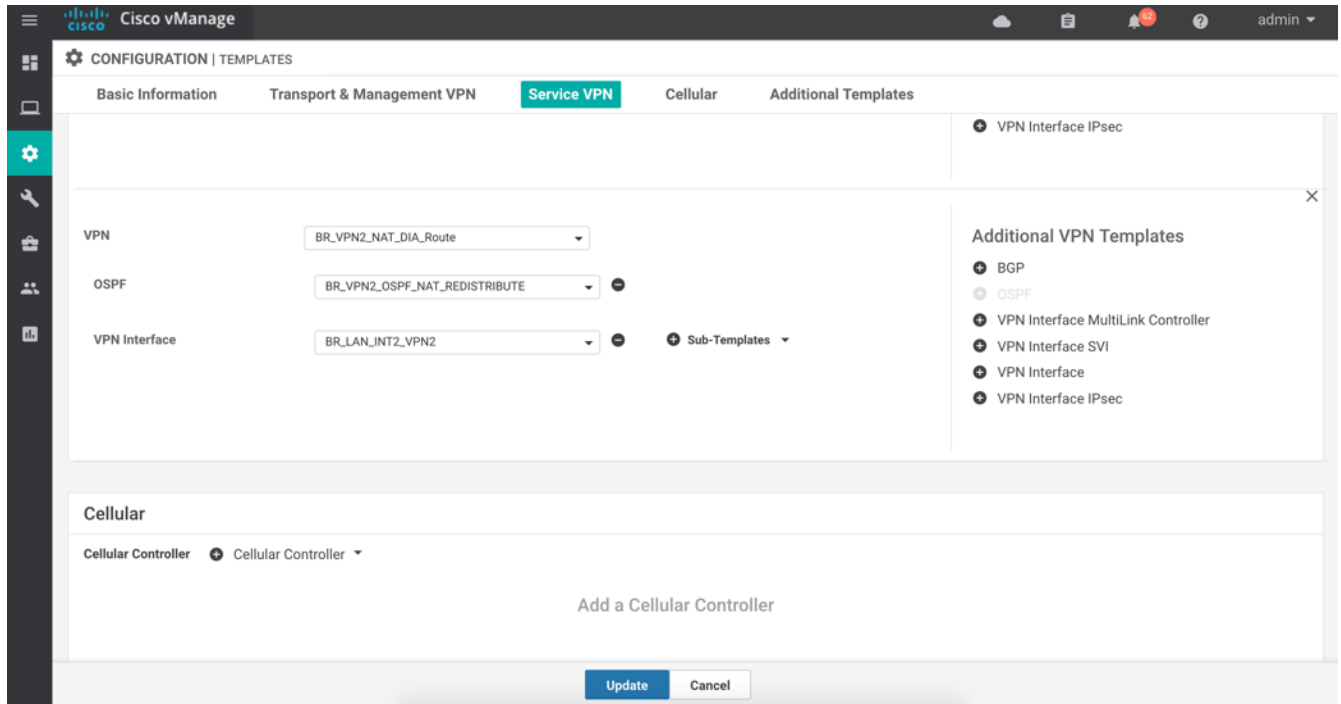 CISCO Cisco vManage 62 admin
CONFIGURATION | TEMPLATES
Basic Information Transport & Management VPN Service VPN Cellular Additional Templates
VPN Interface IPsec
VPN BR_VPN2_NAT_DIA_Route
OSPF BR_VPN2_OSPF_NAT_REDISTRIBUTE
VPN Interface BR_LAN_INT2_VPN2 Sub-Templates
Additional VPN Templates
BGP
OSPF
VPN Interface MultiLink Controller
VPN Interface SVI
VPN Interface
VPN Interface IPsec
Cellular
Cellular Controller Cellular Controller
Add a Cellular Controller
Update Cancel